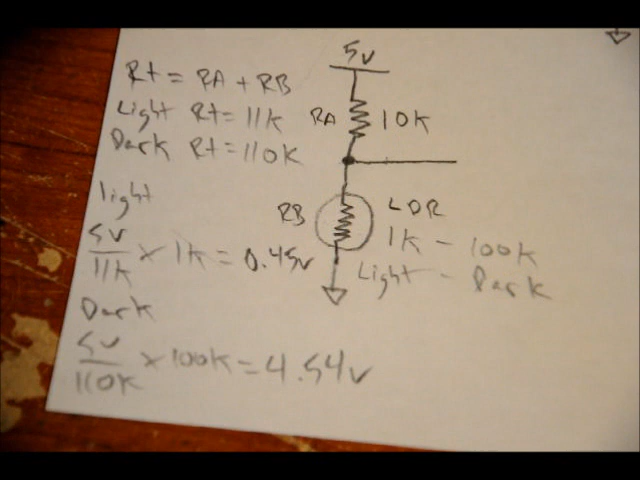 5v
Rt = RA + RB
Light Rt = 11k
Dark Rt = 110k
RA 10k
light
5v/11k × 1k = 0.45v
RB LDR
1k - 100k
Light - Dark
Dark
5v/110k × 100k = 4.54v